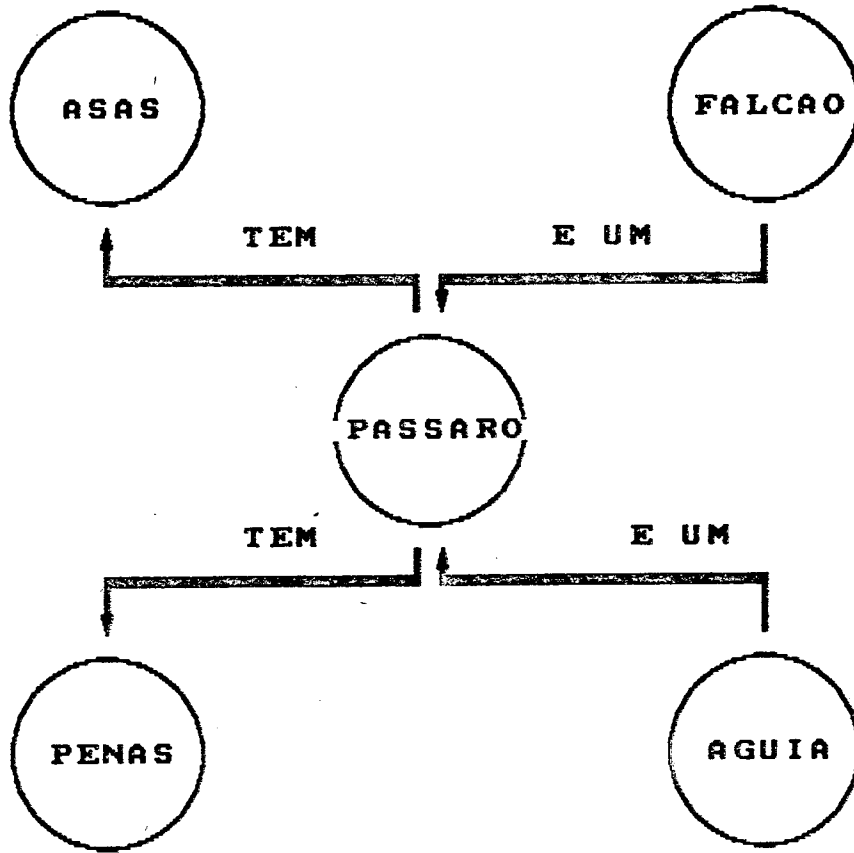 ASAS
FALCAO
TEM
E UM
PASSARO
TEM
E UM
PENAS
AGUIA